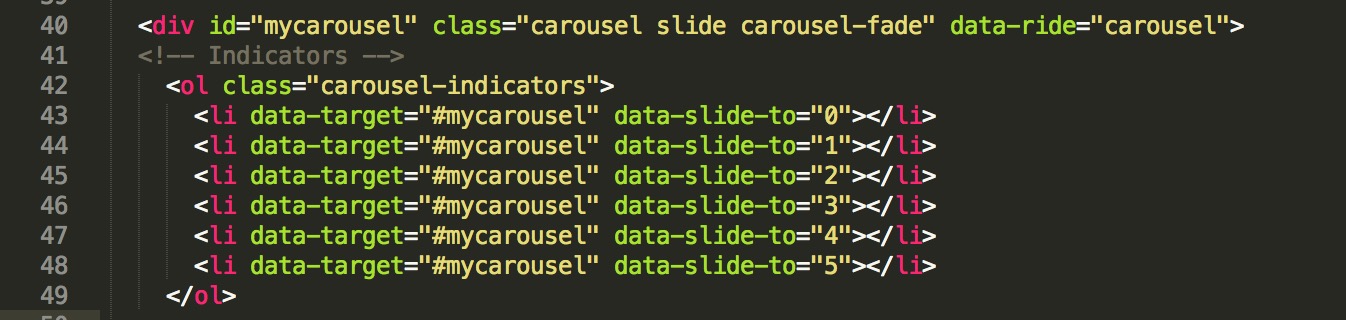 40 <div id="mycarousel" class="carousel slide carousel-fade" data-ride="carousel">
41 <!-- Indicators -->
42 <ol class="carousel-indicators">
43 <li data-target="#mycarousel" data-slide-to="0"></li>
44 <li data-target="#mycarousel" data-slide-to="1"></li>
45 <li data-target="#mycarousel" data-slide-to="2"></li>
46 <li data-target="#mycarousel" data-slide-to="3"></li>
47 <li data-target="#mycarousel" data-slide-to="4"></li>
48 <li data-target="#mycarousel" data-slide-to="5"></li>
49 </ol>